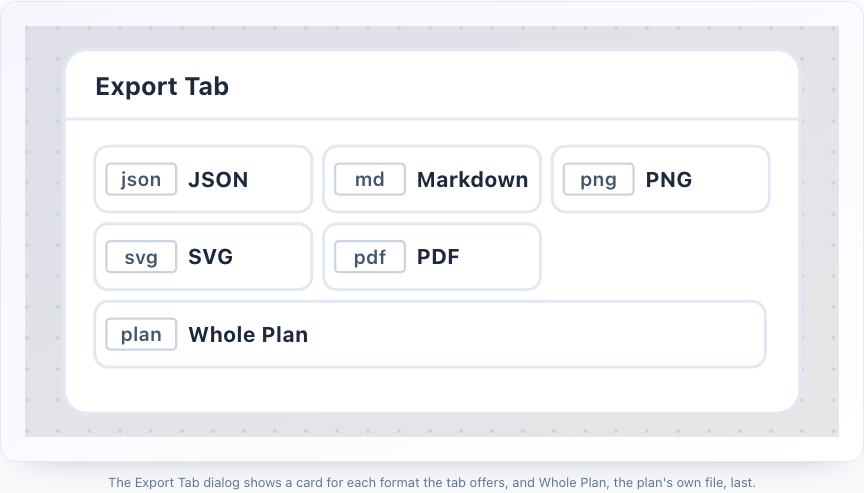 Export Tab
json JSON md Markdown png PNG
svg SVG pdf PDF
plan Whole Plan
The Export Tab dialog shows a card for each format the tab offers, and Whole Plan, the plan's own file, last.